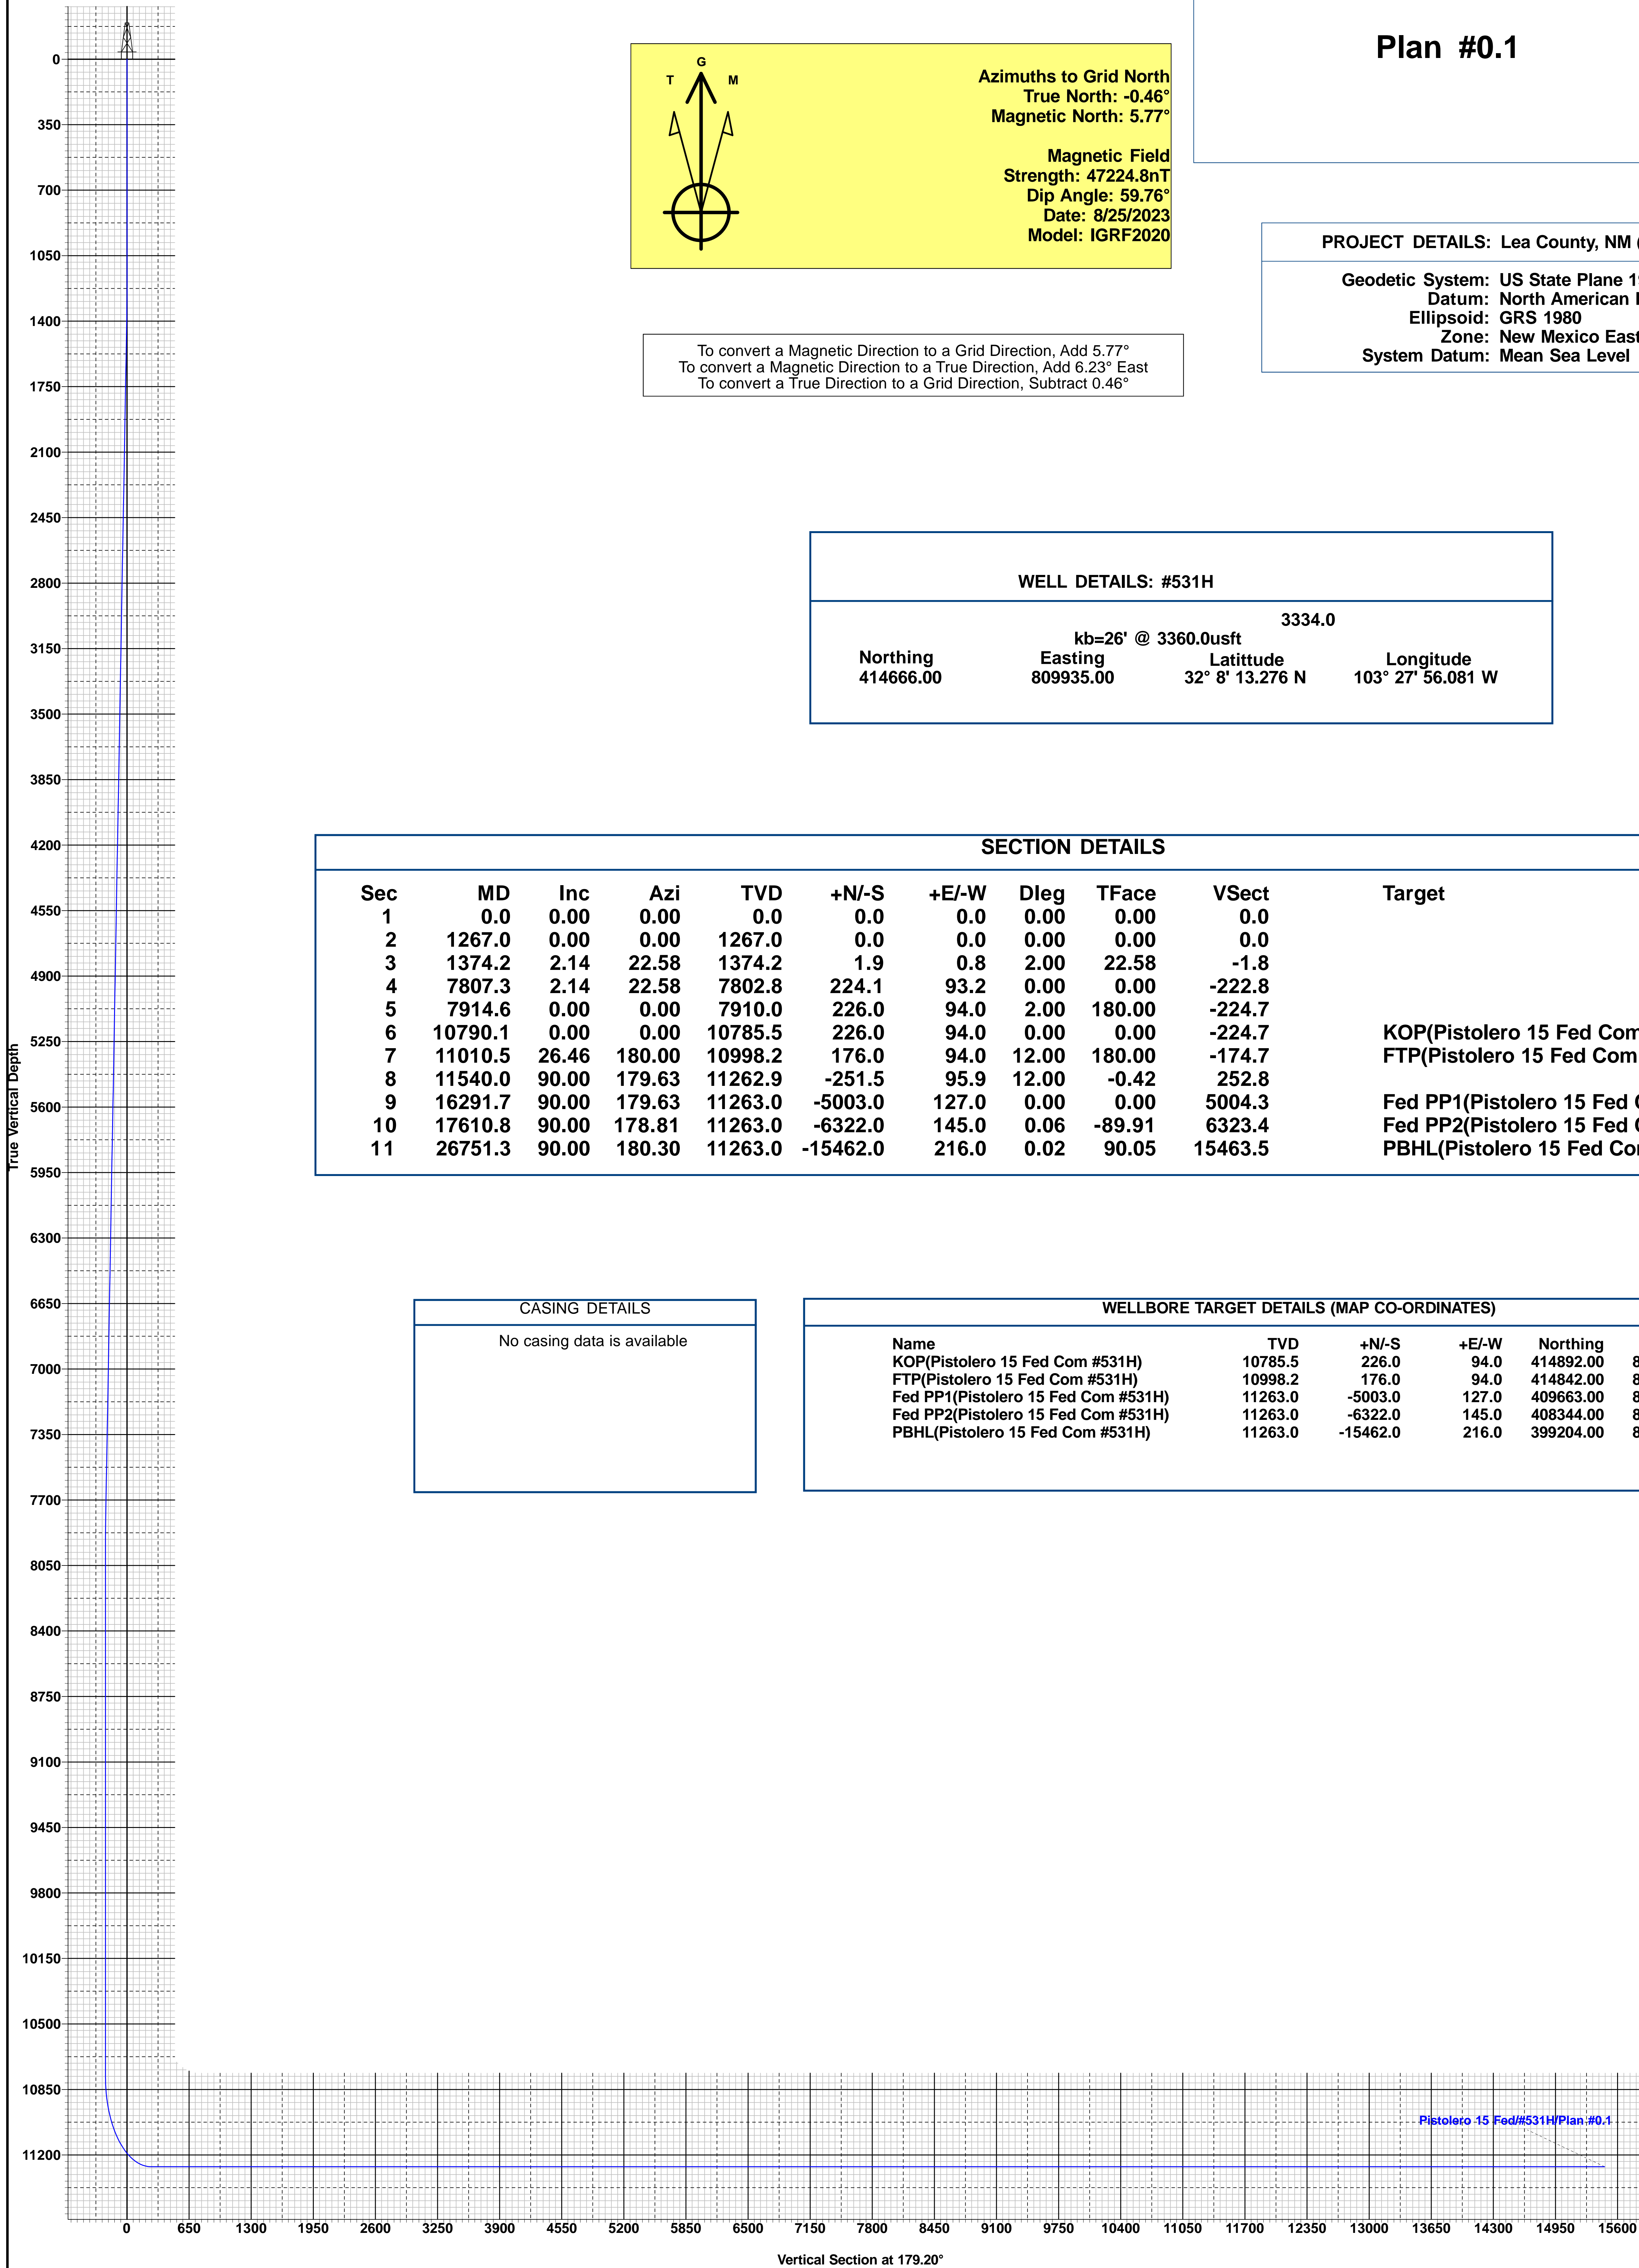 Plan #0.1
G
T M
Azimuths to Grid North
True North: -0.46°
Magnetic North: 5.77°
Magnetic Field
Strength: 47224.8nT
Dip Angle: 59.76°
Date: 8/25/2023
Model: IGRF2020
PROJECT DETAILS: Lea County, NM (
Geodetic System: US State Plane 1
Datum: North American
Ellipsoid: GRS 1980
Zone: New Mexico East
System Datum: Mean Sea Level
To convert a Magnetic Direction to a Grid Direction, Add 5.77°
To convert a Magnetic Direction to a True Direction, Add 6.23° East
To convert a True Direction to a Grid Direction, Subtract 0.46°
WELL DETAILS: #531H
3334.0
kb=26' @ 3360.0usft
Northing Easting Latittude Longitude
414666.00 809935.00 32° 8' 13.276 N 103° 27' 56.081 W
SECTION DETAILS
Sec MD Inc Azi TVD +N/-S +E/-W Dleg TFace VSect Target
1 0.0 0.00 0.00 0.0 0.0 0.0 0.00 0.00 0.0
2 1267.0 0.00 0.00 1267.0 0.0 0.0 0.00 0.00 0.0
3 1374.2 2.14 22.58 1374.2 1.9 0.8 2.00 22.58 -1.8
4 7807.3 2.14 22.58 7802.8 224.1 93.2 0.00 0.00 -222.8
5 7914.6 0.00 0.00 7910.0 226.0 94.0 2.00 180.00 -224.7
6 10790.1 0.00 0.00 10785.5 226.0 94.0 0.00 0.00 -224.7 KOP(Pistolero 15 Fed Com
7 11010.5 26.46 180.00 10998.2 176.0 94.0 12.00 180.00 -174.7 FTP(Pistolero 15 Fed Com
8 11540.0 90.00 179.63 11262.9 -251.5 95.9 12.00 -0.42 252.8
9 16291.7 90.00 179.63 11263.0 -5003.0 127.0 0.00 0.00 5004.3 Fed PP1(Pistolero 15 Fed
10 17610.8 90.00 178.81 11263.0 -6322.0 145.0 0.06 -89.91 6323.4 Fed PP2(Pistolero 15 Fed
11 26751.3 90.00 180.30 11263.0 -15462.0 216.0 0.02 90.05 15463.5 PBHL(Pistolero 15 Fed Co
CASING DETAILS
No casing data is available
WELLBORE TARGET DETAILS (MAP CO-ORDINATES)
Name TVD +N/-S +E/-W Northing
KOP(Pistolero 15 Fed Com #531H) 10785.5 226.0 94.0 414892.00 8
FTP(Pistolero 15 Fed Com #531H) 10998.2 176.0 94.0 414842.00 8
Fed PP1(Pistolero 15 Fed Com #531H) 11263.0 -5003.0 127.0 409663.00 8
Fed PP2(Pistolero 15 Fed Com #531H) 11263.0 -6322.0 145.0 408344.00 8
PBHL(Pistolero 15 Fed Com #531H) 11263.0 -15462.0 216.0 399204.00 8
True Vertical Depth
0
350
700
1050
1400
1750
2100
2450
2800
3150
3500
3850
4200
4550
4900
5250
5600
5950
6300
6650
7000
7350
7700
8050
8400
8750
9100
9450
9800
10150
10500
10850
11200
Pistolero 15 Fed/#531H/Plan #0.1
0 650 1300 1950 2600 3250 3900 4550 5200 5850 6500 7150 7800 8450 9100 9750 10400 11050 11700 12350 13000 13650 14300 14950 15600
Vertical Section at 179.20°